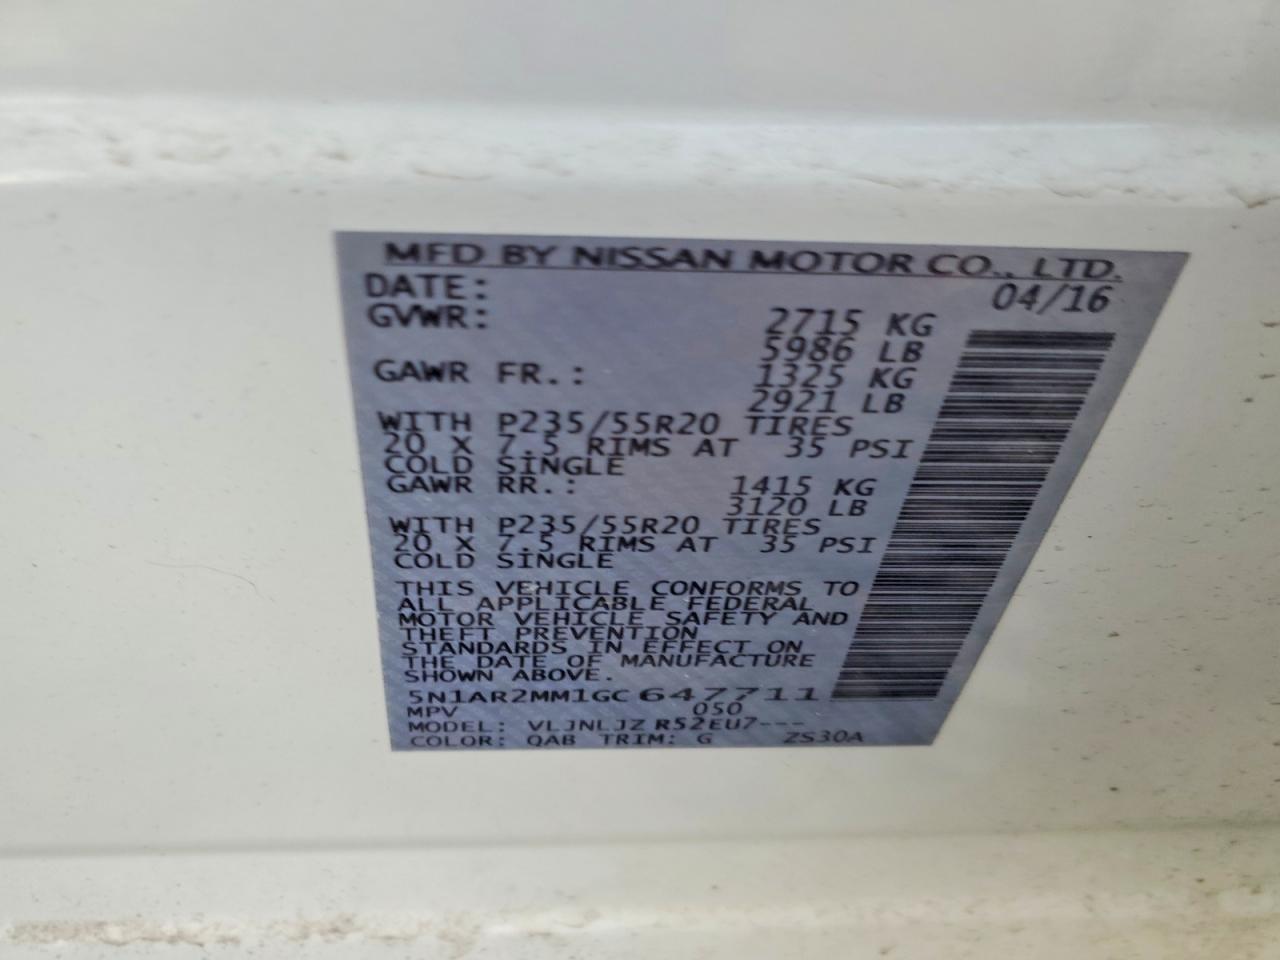 MFD BY NISSAN MOTOR CO., LTD.
DATE: 04/16
GVWR: 2715 KG
5986 LB
GAWR FR.: 1325 KG
2921 LB
WITH P235/55R20 TIRES
20 X 7.5 RIMS AT 35 PSI
COLD SINGLE
GAWR RR.: 1415 KG
3120 LB
WITH P235/55R20 TIRES
20 X 7.5 RIMS AT 35 PSI
COLD SINGLE
THIS VEHICLE CONFORMS TO
ALL APPLICABLE FEDERAL
MOTOR VEHICLE SAFETY AND
THEFT PREVENTION
STANDARDS IN EFFECT ON
THE DATE OF MANUFACTURE
SHOWN ABOVE.
5N1AR2MM1GC647711
MPV 050
MODEL: VLJNLJZ R52EU7---
COLOR: QAB TRIM: G ZS30A